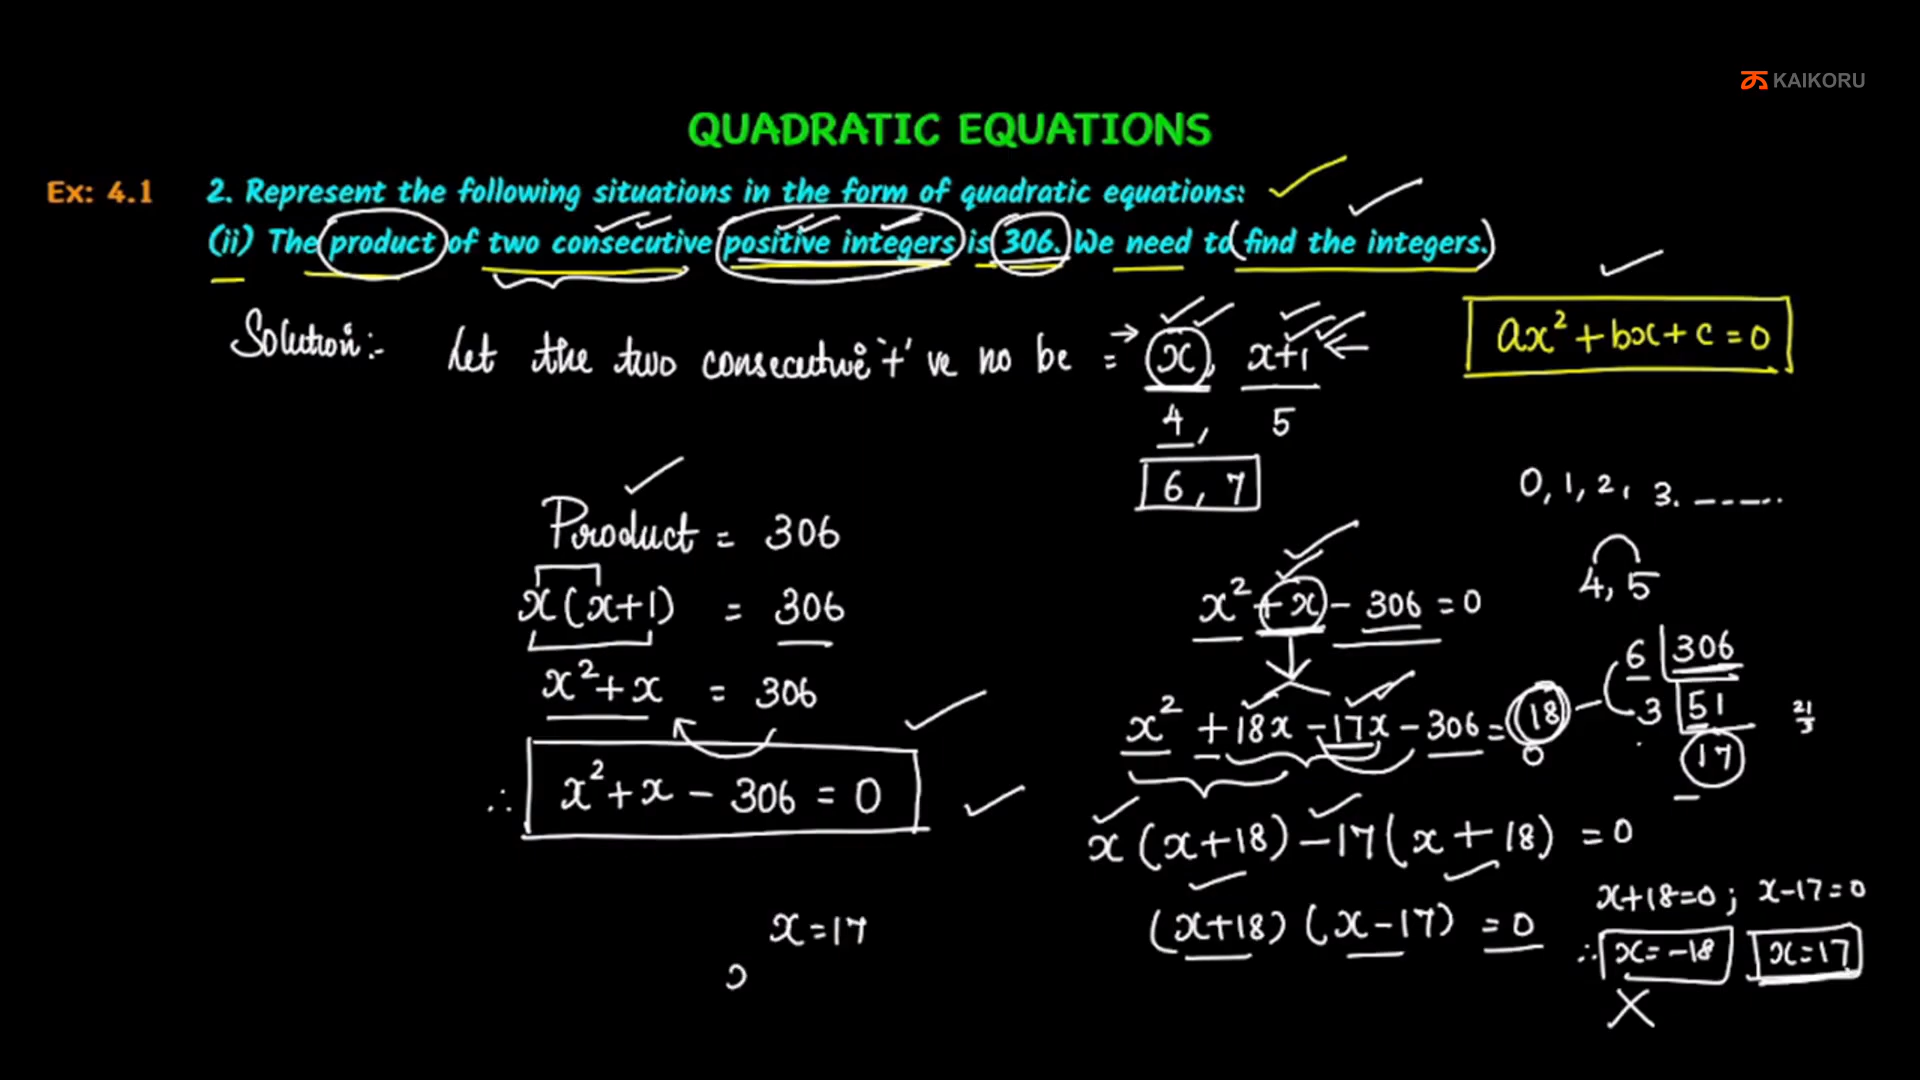 KAIKORU
QUADRATIC EQUATIONS
Ex: 4.1 2. Represent the following situations in the form of quadratic equations:
(ii) The product of two consecutive positive integers is 306. We need to find the integers.
Solution:- Let the two consecutive '+' ve no be = x, x+1
ax² + bx + c = 0
4, 5
6, 7
0, 1, 2, 3. -----..
4, 5
Product = 306
x(x+1) = 306
x²+x = 306
∴ x²+x - 306 = 0
x=17
x² +x - 306 = 0
x² + 18x - 17x - 306 = 0
18
6 306
3 51
17
21
3
x(x+18) -17(x+18) = 0
(x+18) (x-17) = 0
x+18=0 ; x-17=0
∴ x=-18 x=17
X